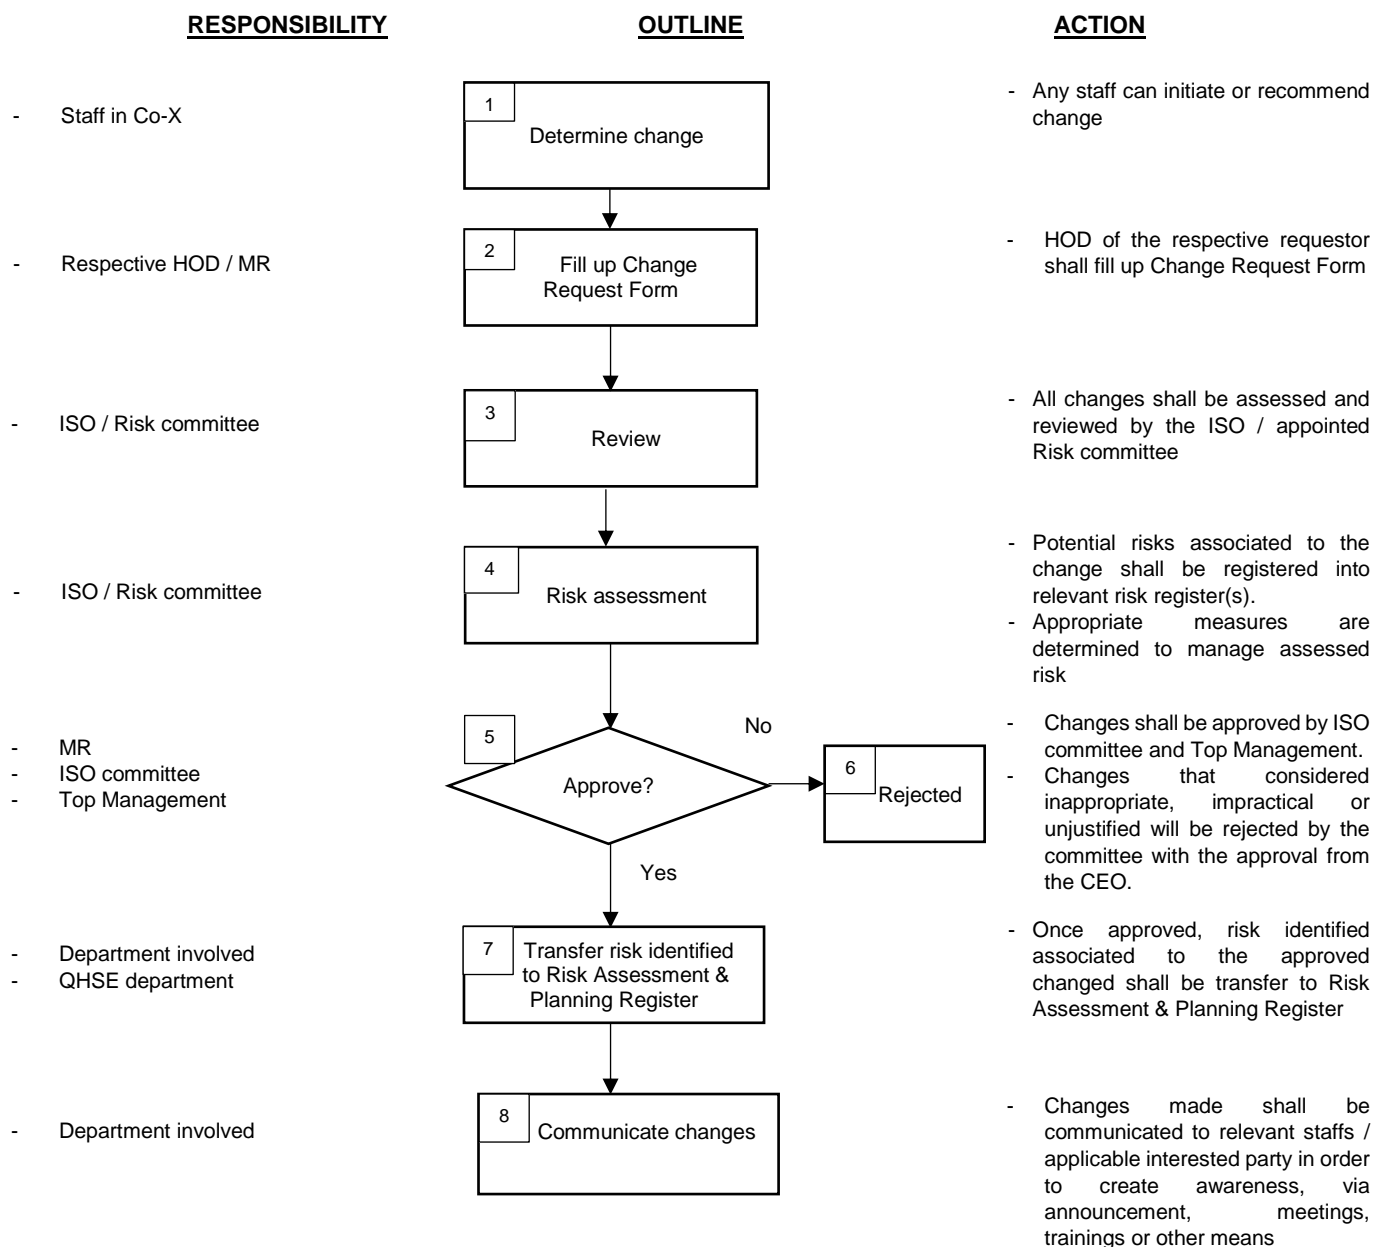 RESPONSIBILITY OUTLINE ACTION
- Staff in Co-X
1
Determine change
- Any staff can initiate or recommend
change
- Respective HOD / MR
2
Fill up Change
Request Form
- HOD of the respective requestor
shall fill up Change Request Form
- ISO / Risk committee
3
Review
- All changes shall be assessed and
reviewed by the ISO / appointed
Risk committee
- ISO / Risk committee
4
Risk assessment
- Potential risks associated to the
change shall be registered into
relevant risk register(s).
- Appropriate measures are
determined to manage assessed
risk
- MR
- ISO committee
- Top Management
5
Approve?
No
6
Rejected
Yes
- Changes shall be approved by ISO
committee and Top Management.
- Changes that considered
inappropriate, impractical or
unjustified will be rejected by the
committee with the approval from
the CEO.
- Department involved
- QHSE department
7
Transfer risk identified
to Risk Assessment &
Planning Register
- Once approved, risk identified
associated to the approved
changed shall be transfer to Risk
Assessment & Planning Register
- Department involved
8
Communicate changes
- Changes made shall be
communicated to relevant staffs /
applicable interested party in order
to create awareness, via
announcement, meetings,
trainings or other means